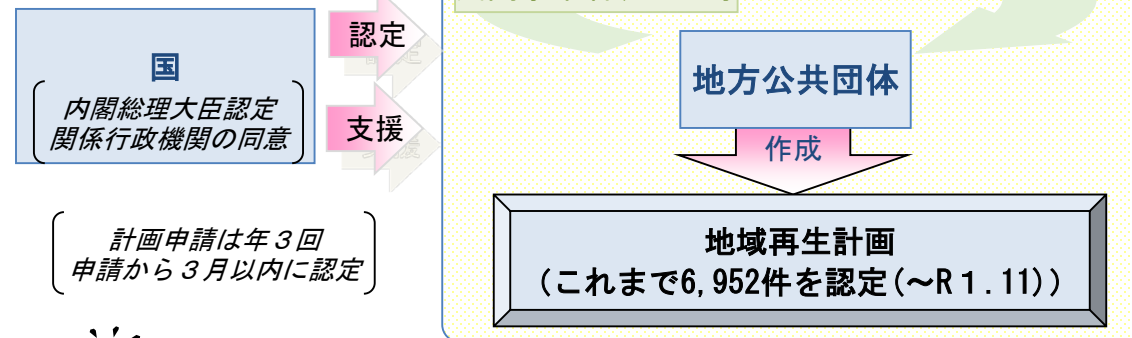 国
内閣総理大臣認定
関係行政機関の同意
認定
支援
計画申請は年３回
申請から３月以内に認定
地方公共団体
作成
地域再生計画
（これまで6,952件を認定(～R１.11)）